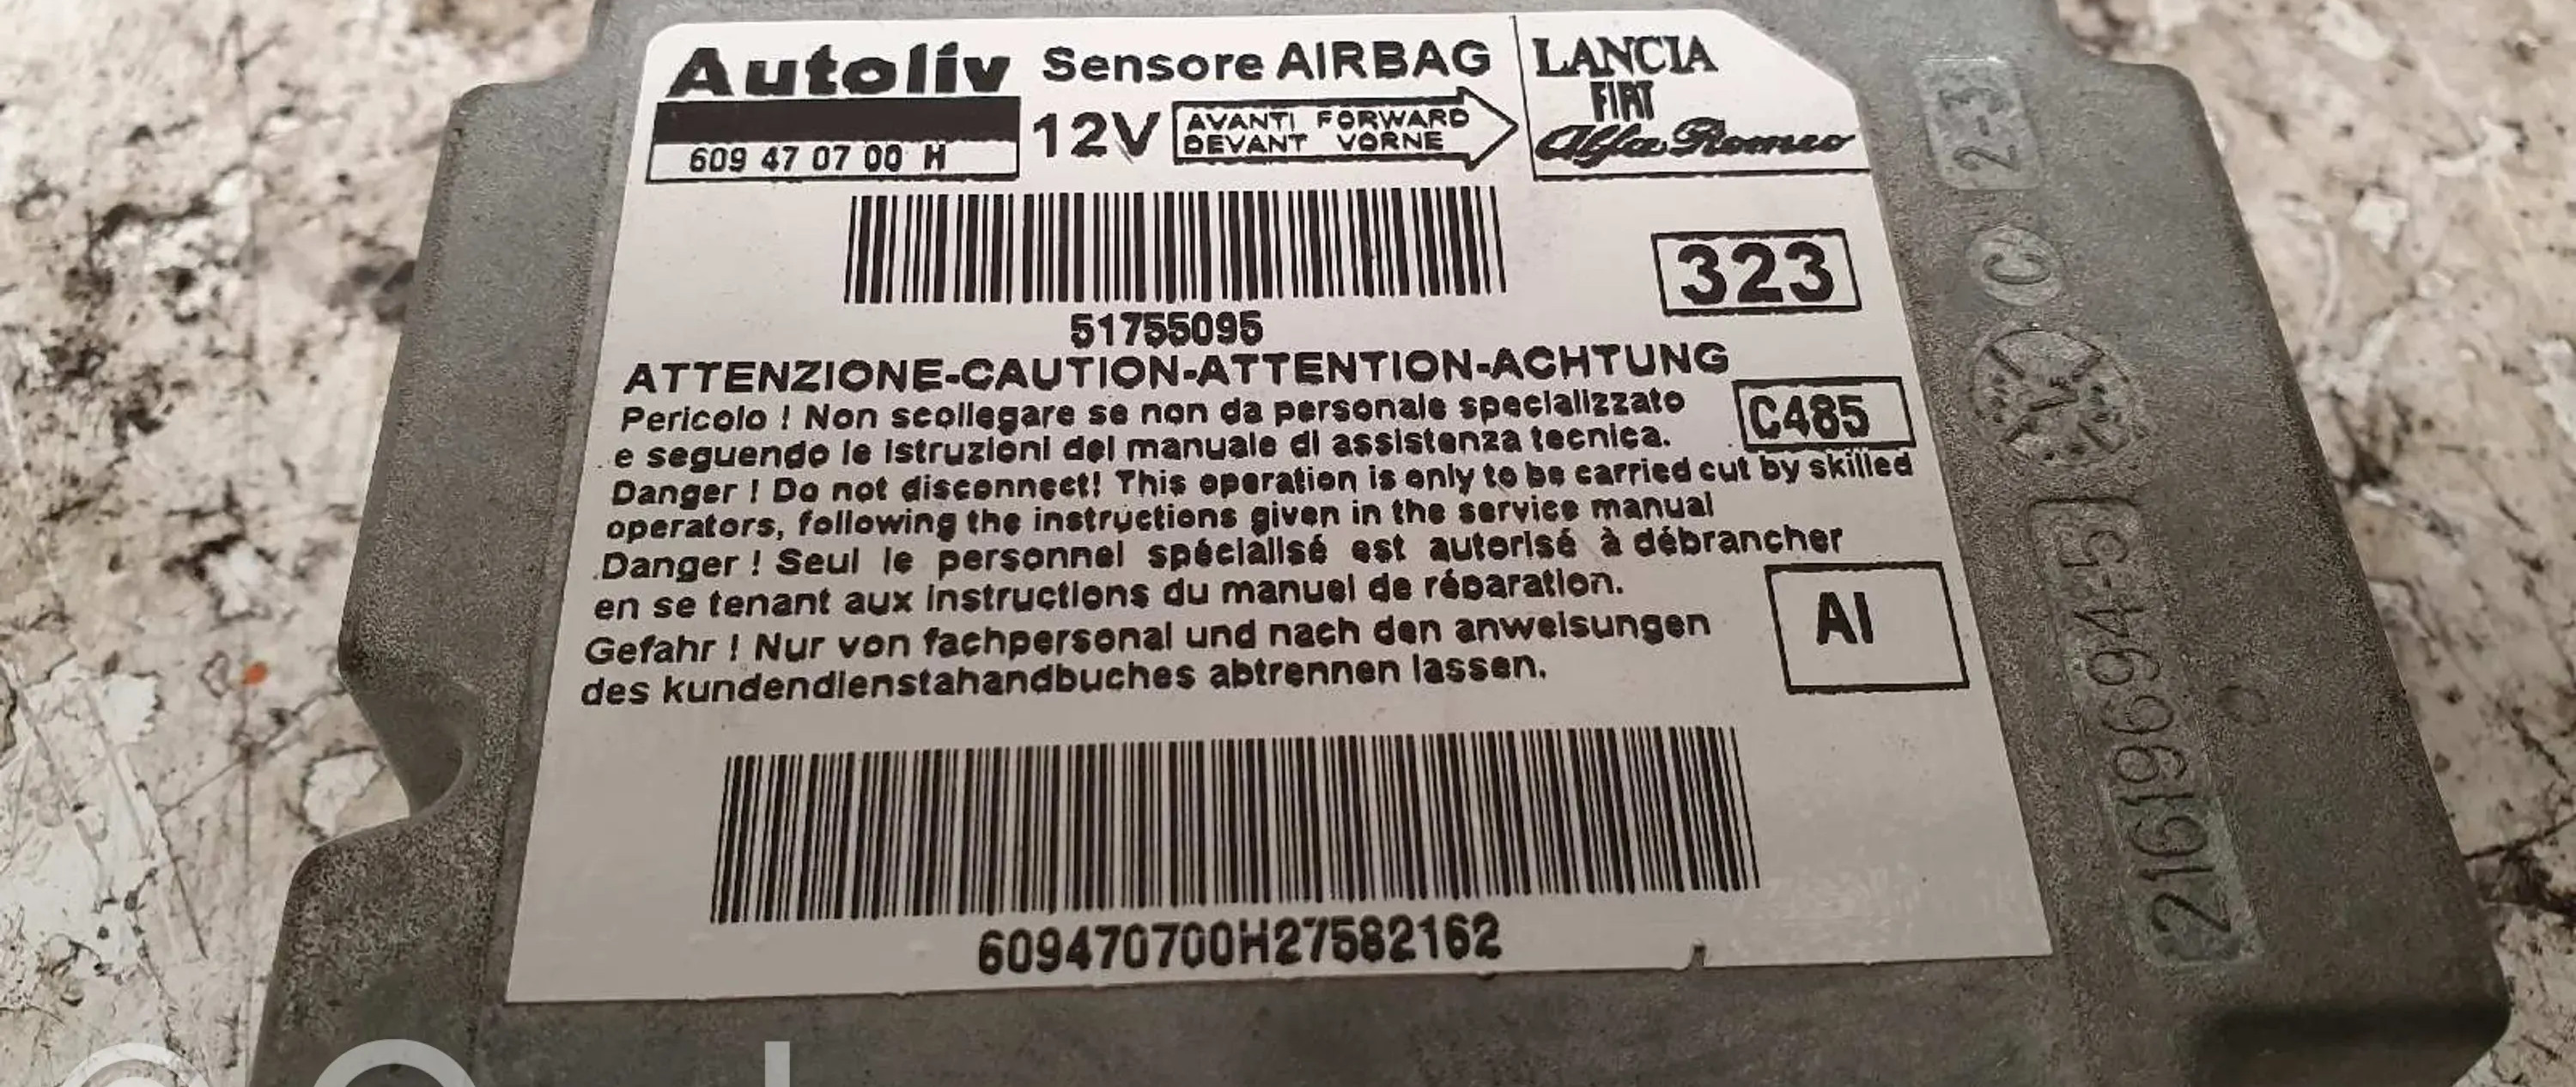 Autoliv Sensore AIRBAG
LANCIA
FIAT
Alfa Romeo
609 47 07 00 H
12V
AVANTI FORWARD
DEVANT VORNE
51755095
323
ATTENZIONE-CAUTION-ATTENTION-ACHTUNG
Pericolo ! Non scollegare se non da personale specializzato
e seguendo le istruzioni del manuale di assistenza tecnica.
C485
Danger ! Do not disconnect! This operation is only to be carried cut by skilled
operators, following the instructions given in the service manual
Danger ! Seul le personnel spécialisé est autorisé à débrancher
en se tenant aux instructions du manuel de réparation.
AI
Gefahr ! Nur von fachpersonal und nach den anweisungen
des kundendienstahandbuches abtrennen lassen.
609470700H27582162
2-3
C
21619694-5